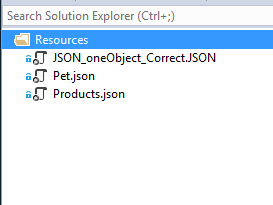 Search Solution Explorer (Ctrl+;)
Resources
JSON_oneObject_Correct.JSON
Pet.json
Products.json